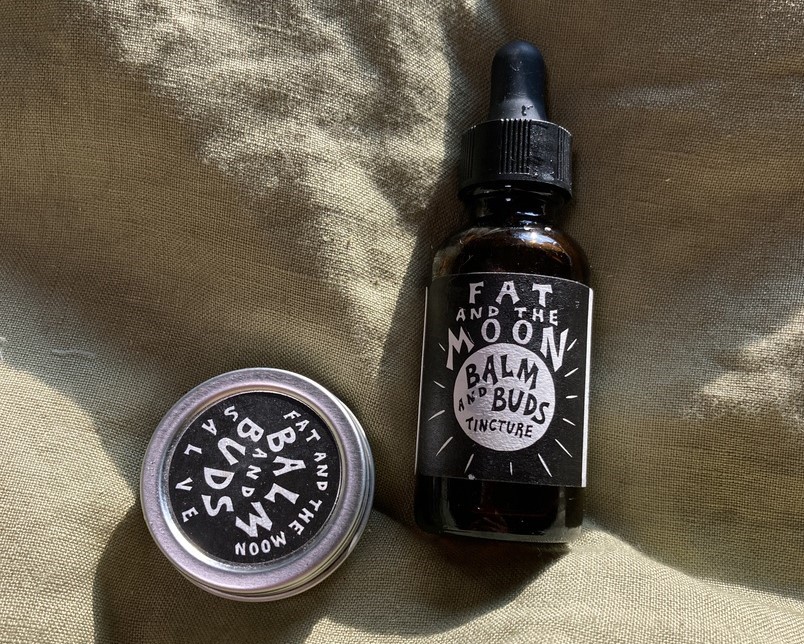 FAT
AND THE
MOON
BALM
AND BUDS
TINCTURE
FAT AND THE MOON
BALM
AND
BUDS
SALVE